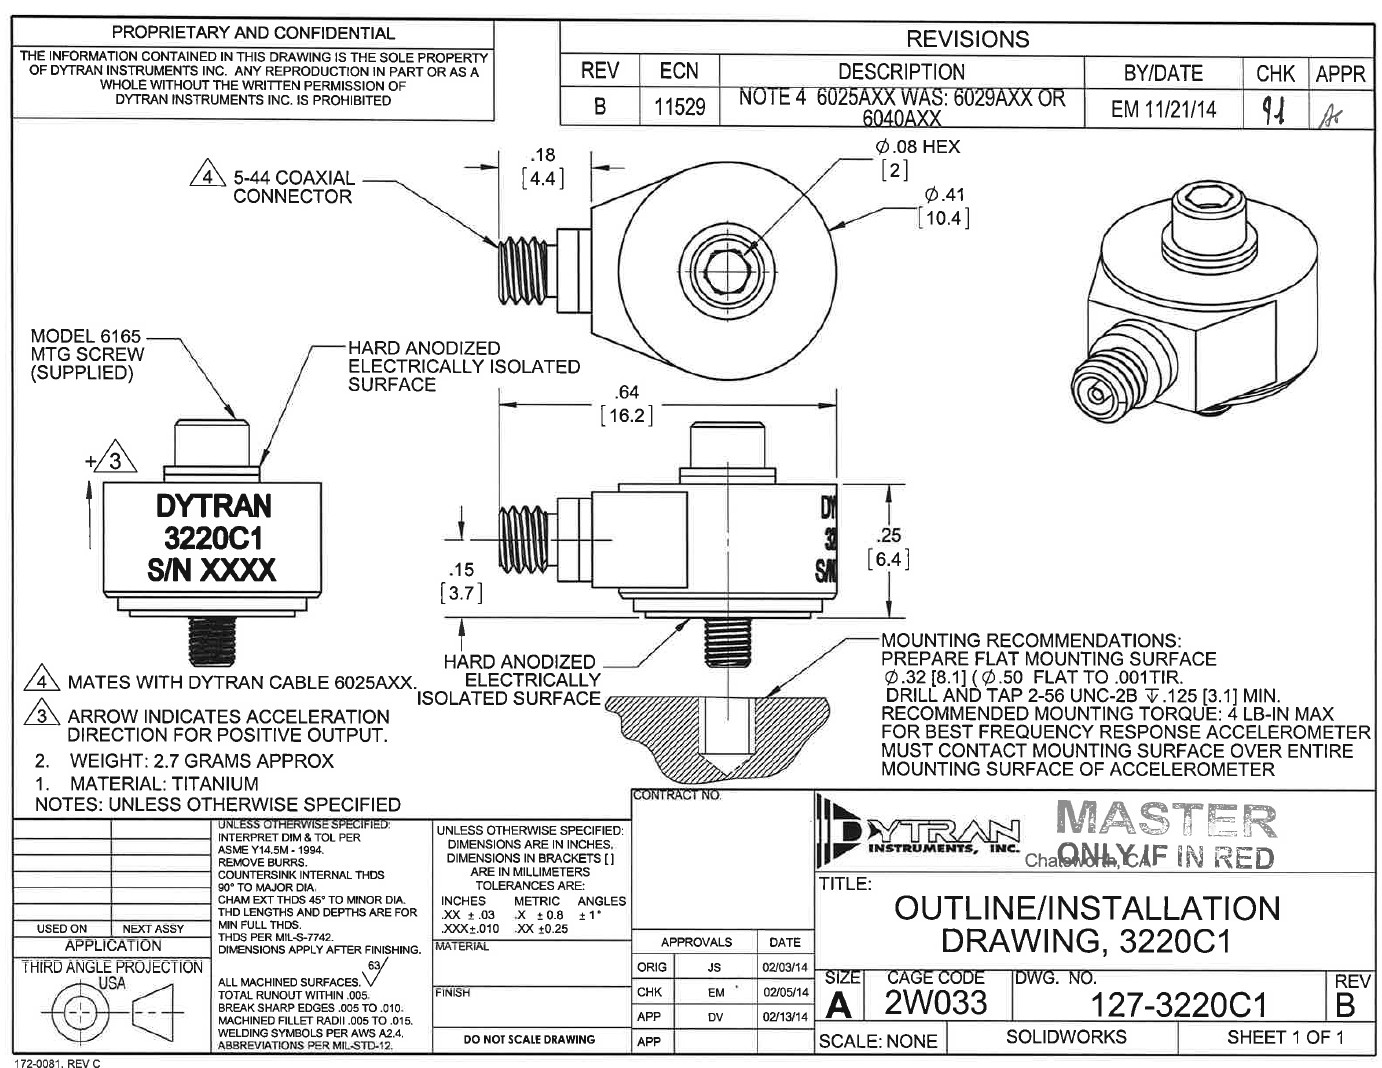 PROPRIETARY AND CONFIDENTIAL
THE INFORMATION CONTAINED IN THIS DRAWING IS THE SOLE PROPERTY
OF DYTRAN INSTRUMENTS INC. ANY REPRODUCTION IN PART OR AS A
WHOLE WITHOUT THE WRITTEN PERMISSION OF
DYTRAN INSTRUMENTS INC. IS PROHIBITED
REVISIONS
REV ECN DESCRIPTION BY/DATE CHK APPR
B 11529 NOTE 4 6025AXX WAS: 6029AXX OR
6040AXX
EM 11/21/14
4 5-44 COAXIAL
CONNECTOR
.18
[4.4]
Ø.08 HEX
[2]
Ø.41
[10.4]
MODEL 6165
MTG SCREW
(SUPPLIED)
HARD ANODIZED
ELECTRICALLY ISOLATED
SURFACE
.64
[16.2]
+ 3
DYTRAN
3220C1
S/N XXXX
DY
32
S/N
.25
[6.4]
.15
[3.7]
HARD ANODIZED
ELECTRICALLY
ISOLATED SURFACE
MOUNTING RECOMMENDATIONS:
PREPARE FLAT MOUNTING SURFACE
Ø.32 [8.1] (Ø.50 FLAT TO .001TIR.
DRILL AND TAP 2-56 UNC-2B ↧.125 [3.1] MIN.
RECOMMENDED MOUNTING TORQUE: 4 LB-IN MAX
FOR BEST FREQUENCY RESPONSE ACCELEROMETER
MUST CONTACT MOUNTING SURFACE OVER ENTIRE
MOUNTING SURFACE OF ACCELEROMETER
4 MATES WITH DYTRAN CABLE 6025AXX.
3 ARROW INDICATES ACCELERATION
DIRECTION FOR POSITIVE OUTPUT.
2. WEIGHT: 2.7 GRAMS APPROX
1. MATERIAL: TITANIUM
NOTES: UNLESS OTHERWISE SPECIFIED
USED ON NEXT ASSY
APPLICATION
THIRD ANGLE PROJECTION
USA
UNLESS OTHERWISE SPECIFIED:
INTERPRET DIM & TOL PER
ASME Y14.5M - 1994.
REMOVE BURRS.
COUNTERSINK INTERNAL THDS
90° TO MAJOR DIA.
CHAM EXT THDS 45° TO MINOR DIA.
THD LENGTHS AND DEPTHS ARE FOR
MIN FULL THDS.
THDS PER MIL-S-7742.
DIMENSIONS APPLY AFTER FINISHING.
63
ALL MACHINED SURFACES.
TOTAL RUNOUT WITHIN .005.
BREAK SHARP EDGES .005 TO .010.
MACHINED FILLET RADII .005 TO .015.
WELDING SYMBOLS PER AWS A2.4.
ABBREVIATIONS PER MIL-STD-12.
UNLESS OTHERWISE SPECIFIED:
DIMENSIONS ARE IN INCHES.
DIMENSIONS IN BRACKETS [ ]
ARE IN MILLIMETERS
TOLERANCES ARE:
INCHES METRIC ANGLES
.XX ± .03 .X ± 0.8 ± 1°
.XXX±.010 .XX ±0.25
MATERIAL
FINISH
DO NOT SCALE DRAWING
CONTRACT NO.
APPROVALS DATE
ORIG JS 02/03/14
CHK EM 02/05/14
APP DV 02/13/14
APP
DYTRAN
INSTRUMENTS, INC.
Chatsworth, CA
MASTER
ONLY IF IN RED
TITLE:
OUTLINE/INSTALLATION
DRAWING, 3220C1
SIZE CAGE CODE DWG. NO. REV
A 2W033 127-3220C1 B
SCALE: NONE SOLIDWORKS SHEET 1 OF 1
172-0081, REV C